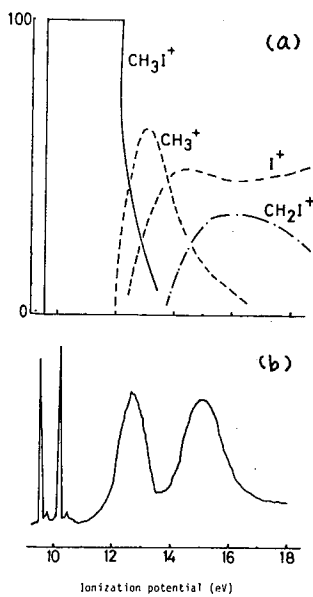 100
(a)
CH₃I⁺
CH₃⁺
I⁺
CH₂I⁺
0
(b)
10 12 14 16 18
Ionization potential (eV)